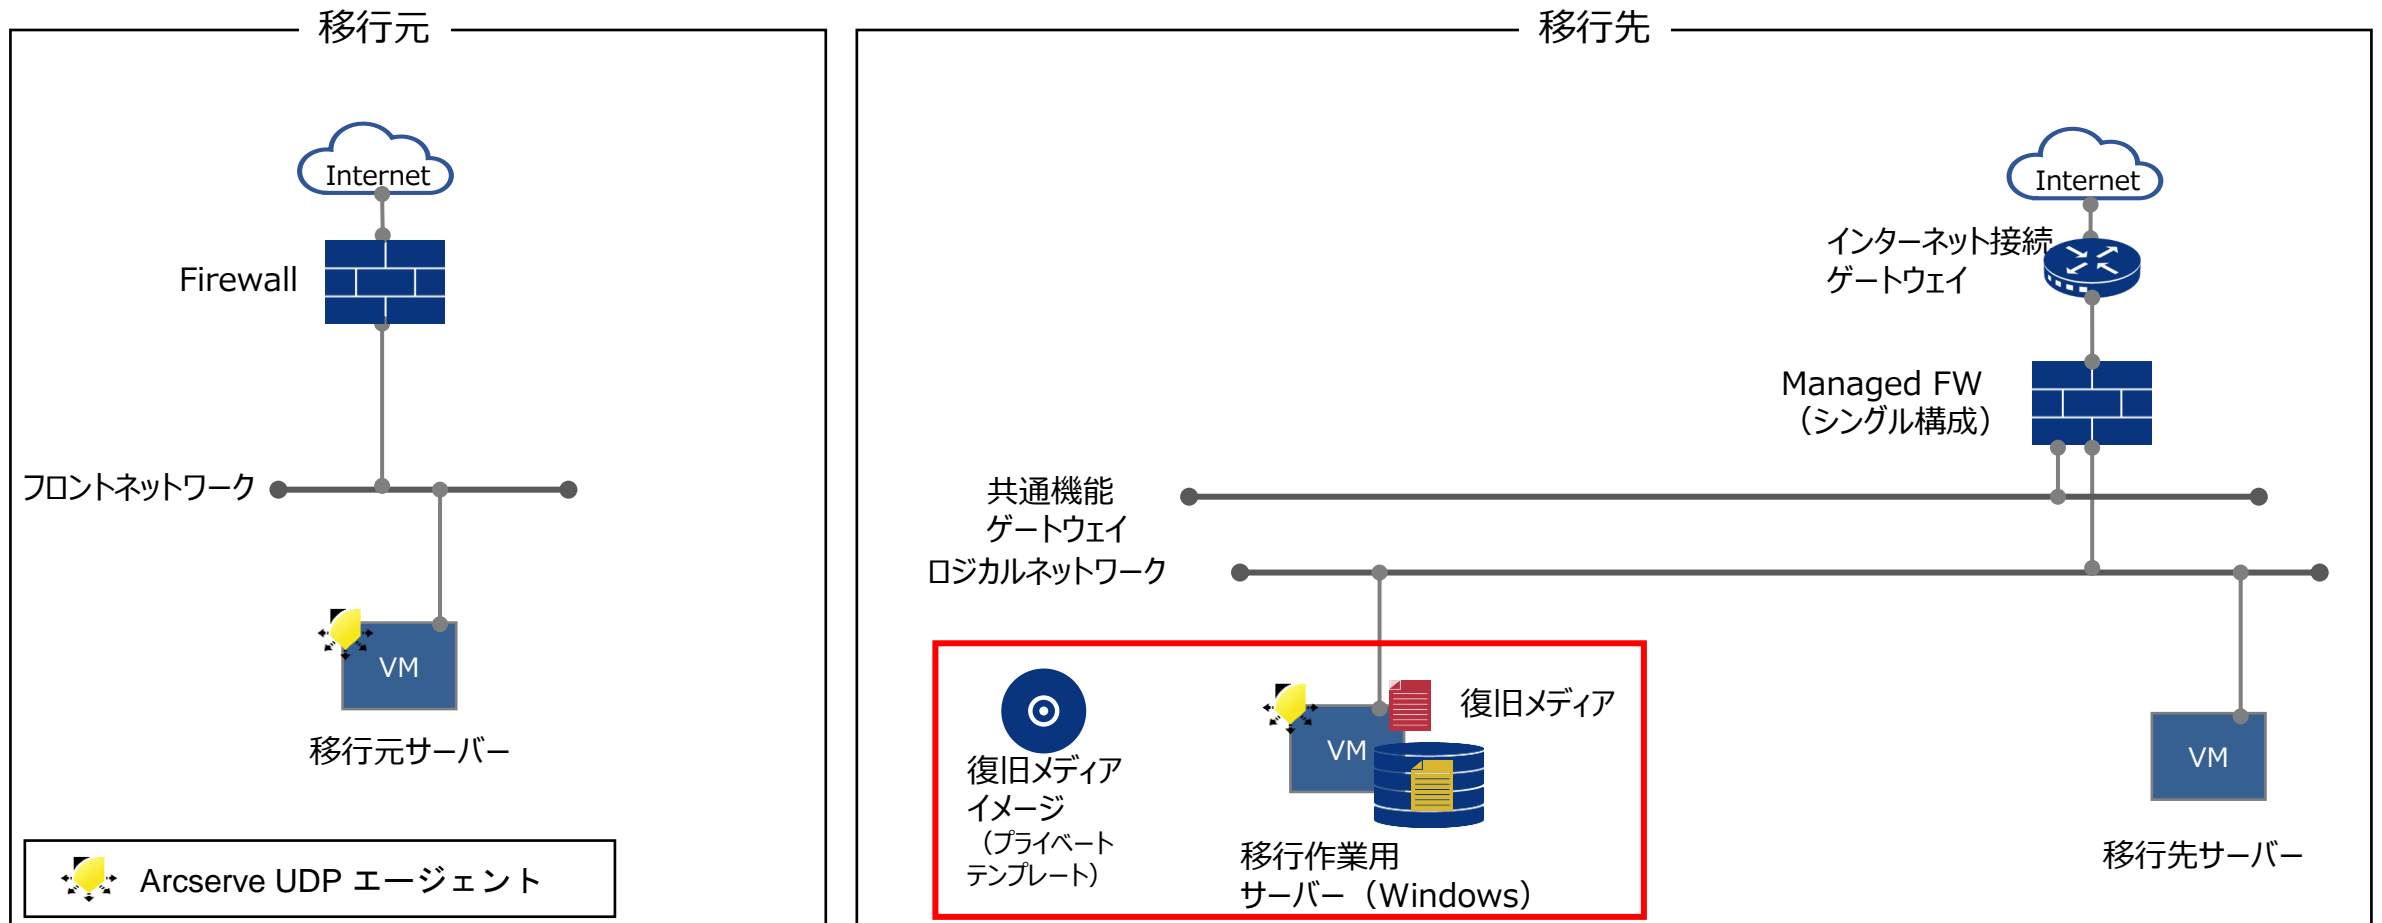 移行元
Internet
Firewall
フロントネットワーク
VM
移行元サーバー
Arcserve UDP エージェント
移行先
Internet
インターネット接続
ゲートウェイ
Managed FW
（シングル構成）
共通機能
ゲートウェイ
ロジカルネットワーク
復旧メディア
イメージ
（プライベート
テンプレート）
VM
復旧メディア
移行作業用
サーバー（Windows）
VM
移行先サーバー